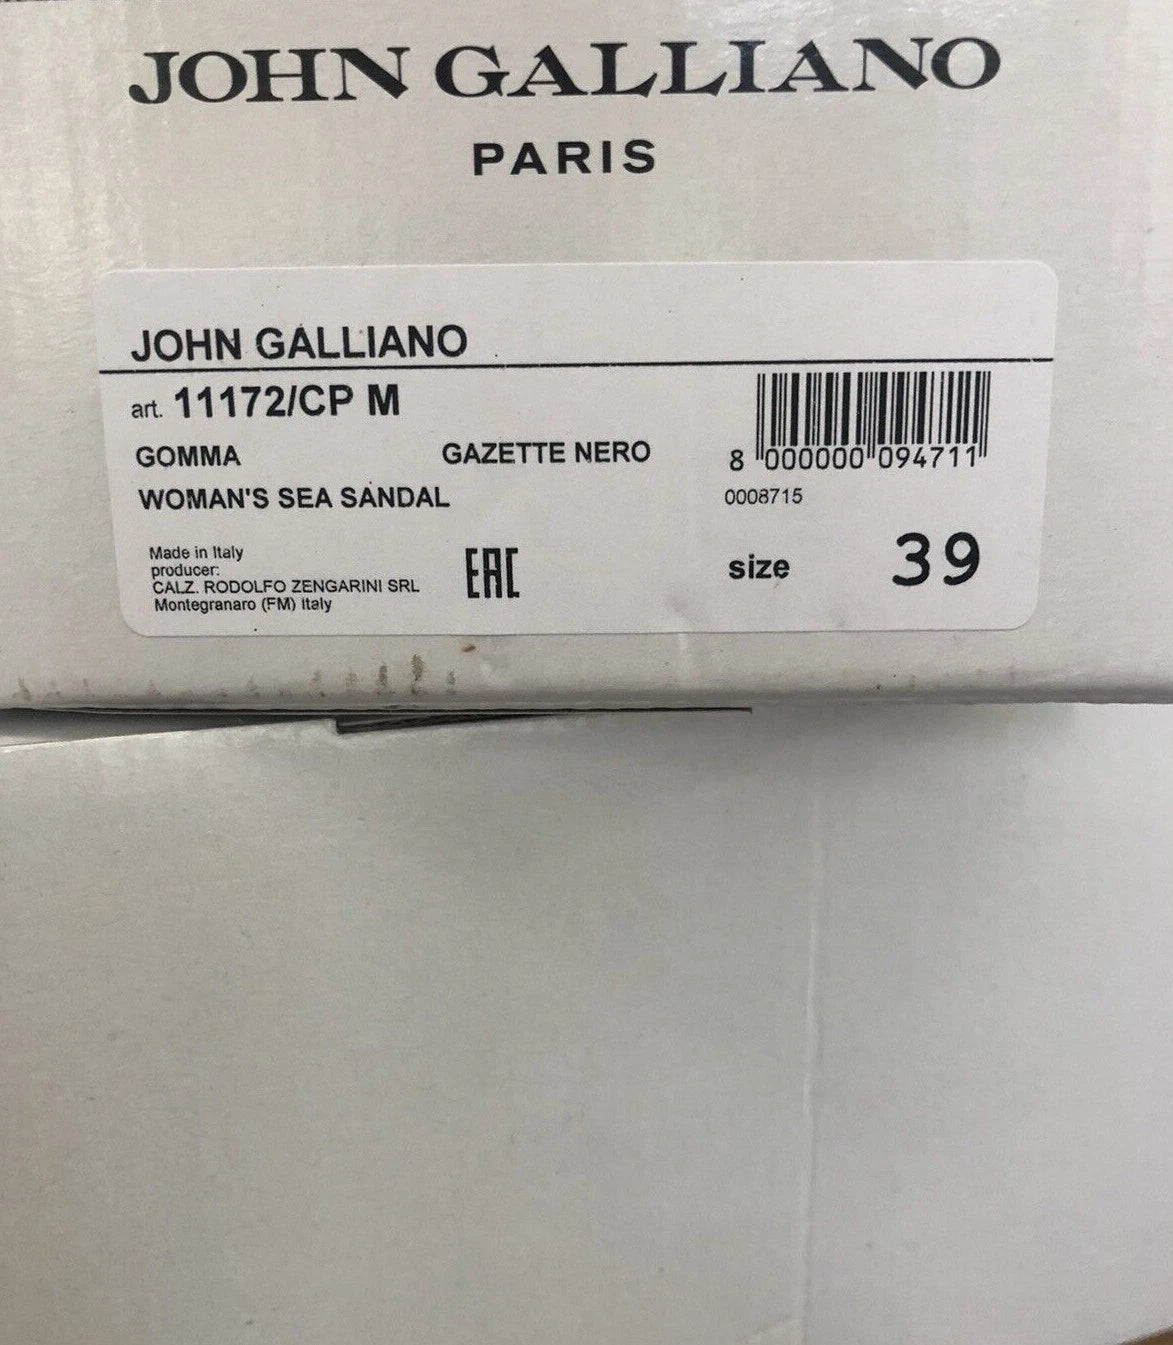 JOHN GALLIANO
PARIS
JOHN GALLIANO
art. 11172/CP M
GOMMA GAZETTE NERO
8 000000 094711
WOMAN'S SEA SANDAL
0008715
Made in Italy
producer:
CALZ. RODOLFO ZENGARINI SRL
Montegranaro (FM) Italy
EAC
size 39